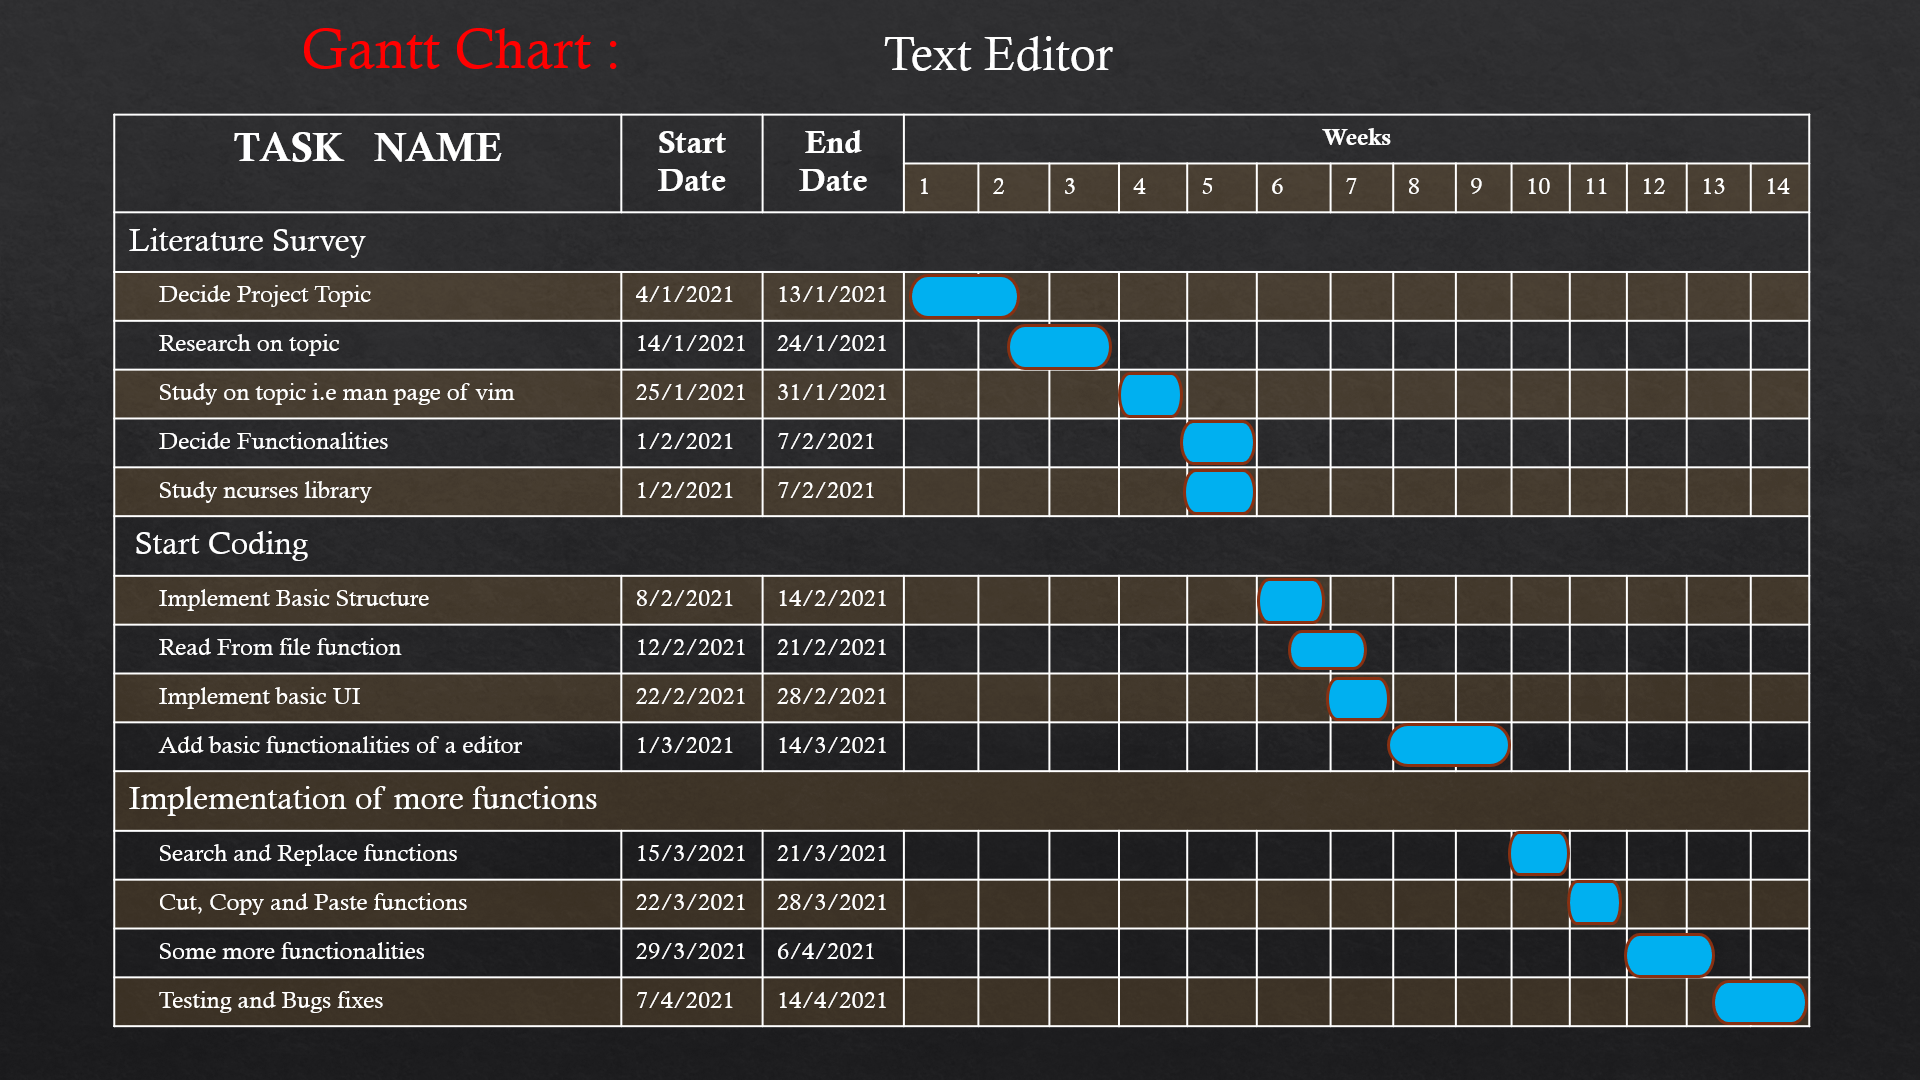 Gantt Chart : Text Editor
TASK NAME Start Date End Date Weeks
1 2 3 4 5 6 7 8 9 10 11 12 13 14
Literature Survey
Decide Project Topic 4/1/2021 13/1/2021
Research on topic 14/1/2021 24/1/2021
Study on topic i.e man page of vim 25/1/2021 31/1/2021
Decide Functionalities 1/2/2021 7/2/2021
Study ncurses library 1/2/2021 7/2/2021
Start Coding
Implement Basic Structure 8/2/2021 14/2/2021
Read From file function 12/2/2021 21/2/2021
Implement basic UI 22/2/2021 28/2/2021
Add basic functionalities of a editor 1/3/2021 14/3/2021
Implementation of more functions
Search and Replace functions 15/3/2021 21/3/2021
Cut, Copy and Paste functions 22/3/2021 28/3/2021
Some more functionalities 29/3/2021 6/4/2021
Testing and Bugs fixes 7/4/2021 14/4/2021